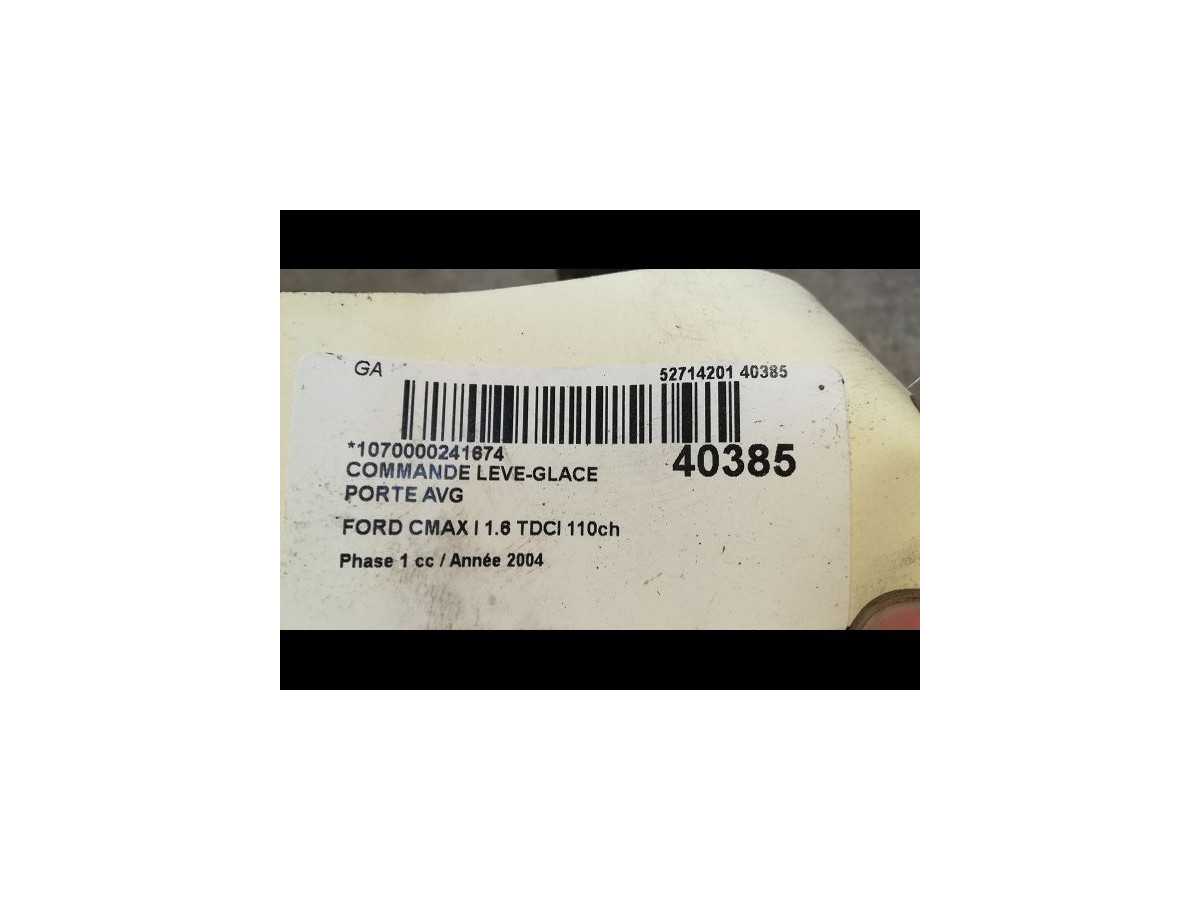 GA
52714201 40385
*1070000241674
40385
COMMANDE LEVE-GLACE
PORTE AVG
FORD CMAX I 1.6 TDCI 110ch
Phase 1 cc / Année 2004